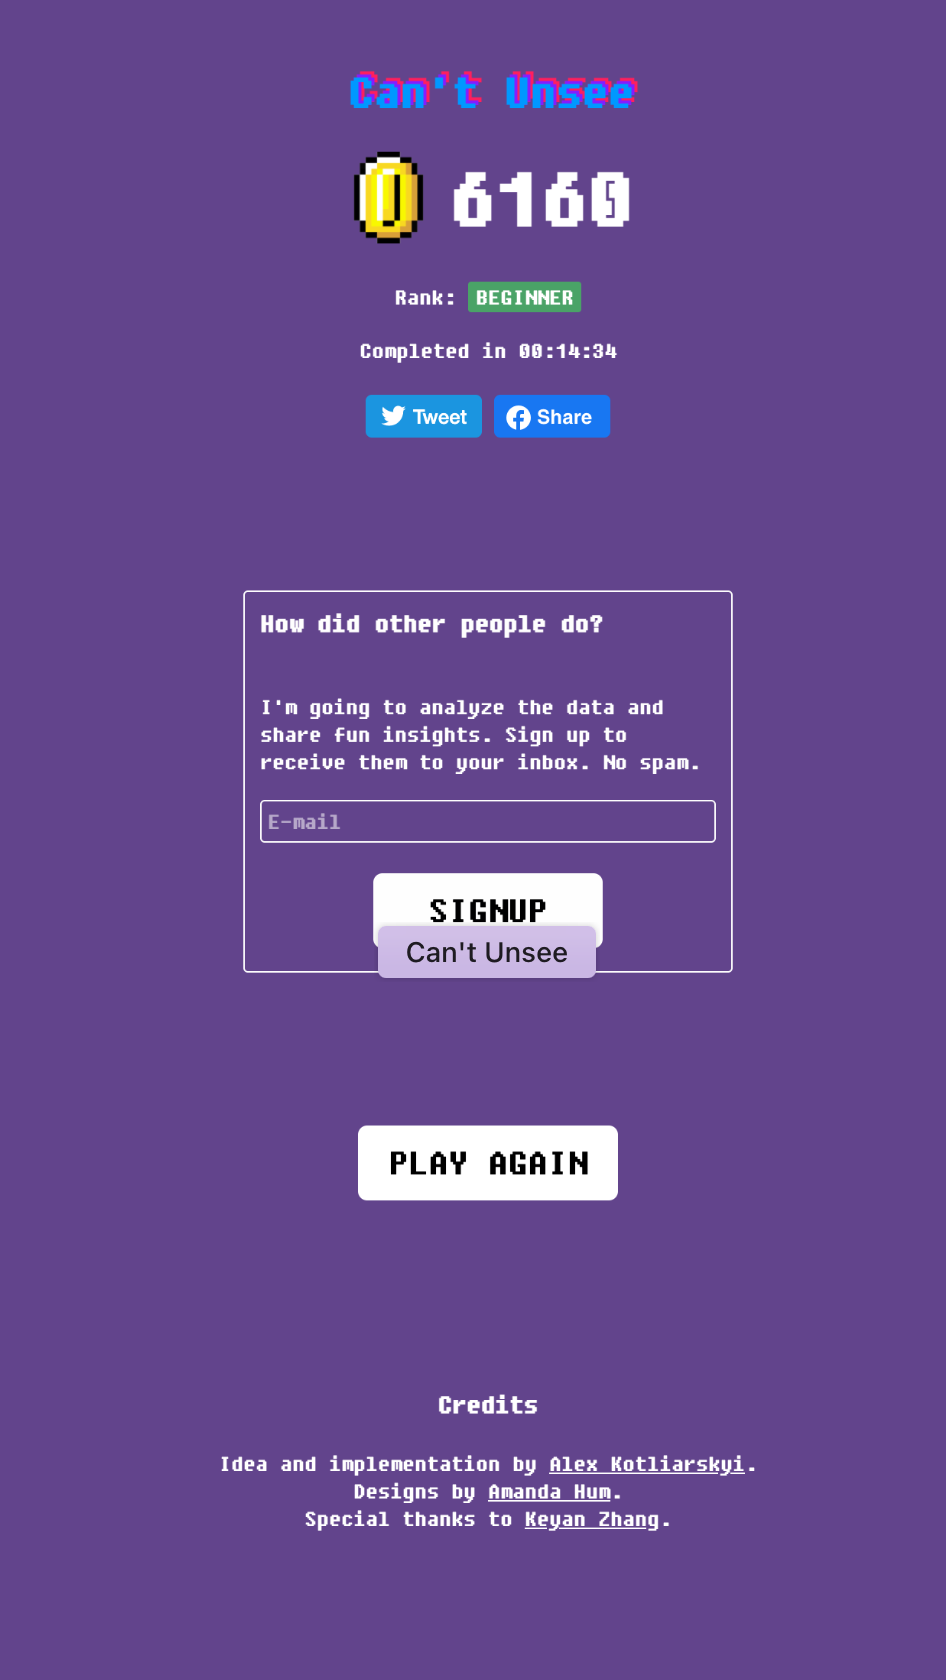 Can't Unsee
6160
Rank: BEGINNER
Completed in 00:14:34
Tweet Share
How did other people do?
I'm going to analyze the data and
share fun insights. Sign up to
receive them to your inbox. No spam.
E-mail
SIGNUP
Can't Unsee
PLAY AGAIN
Credits
Idea and implementation by Alex Kotliarskyi.
Designs by Amanda Hum.
Special thanks to Keyan Zhang.